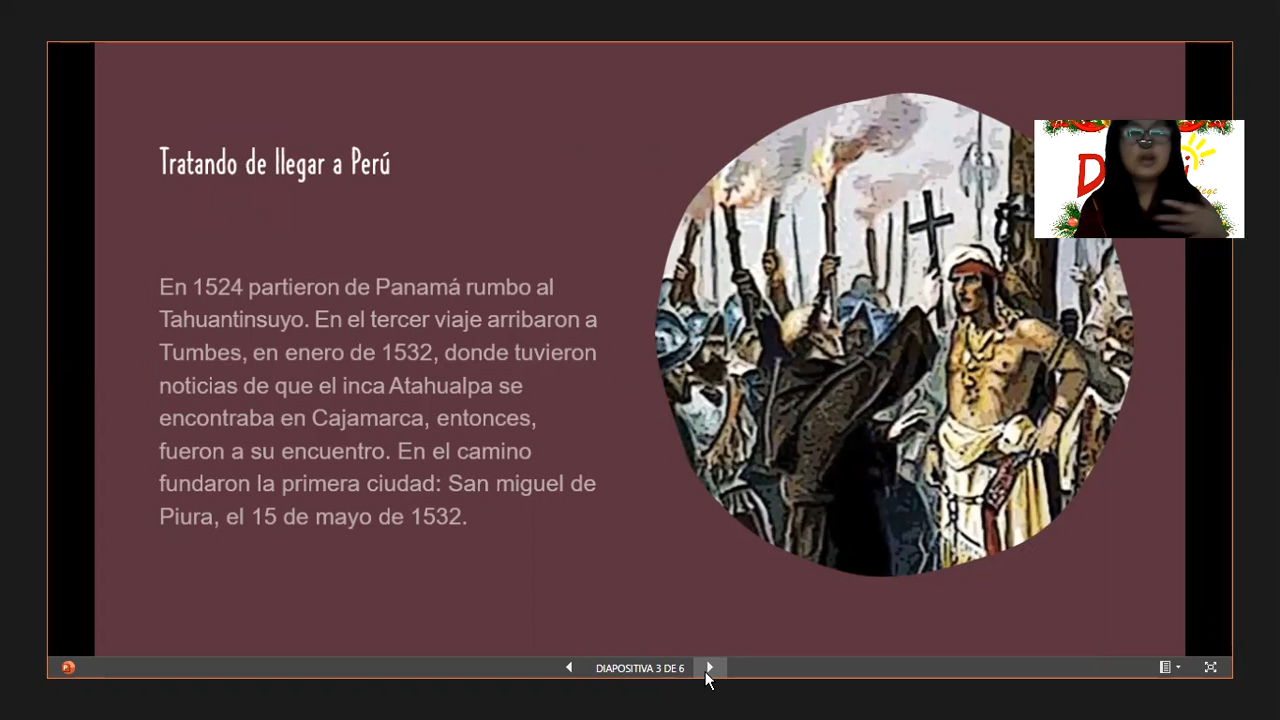 Tratando de llegar a Perú
En 1524 partieron de Panamá rumbo al
Tahuantinsuyo. En el tercer viaje arribaron a
Tumbes, en enero de 1532, donde tuvieron
noticias de que el inca Atahualpa se
encontraba en Cajamarca, entonces,
fueron a su encuentro. En el camino
fundaron la primera ciudad: San miguel de
Piura, el 15 de mayo de 1532.
DIAPOSITIVA 3 DE 6